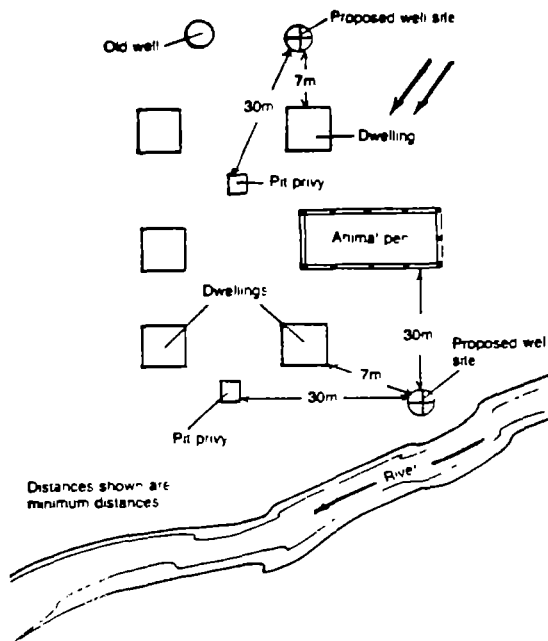 Proposed well site
Old well
7m
30m
Dwelling
Pit privy
Animal pen
Dwellings
30m
Proposed well
site
7m
30m
Pit privy
River
Distances shown are
minimum distances